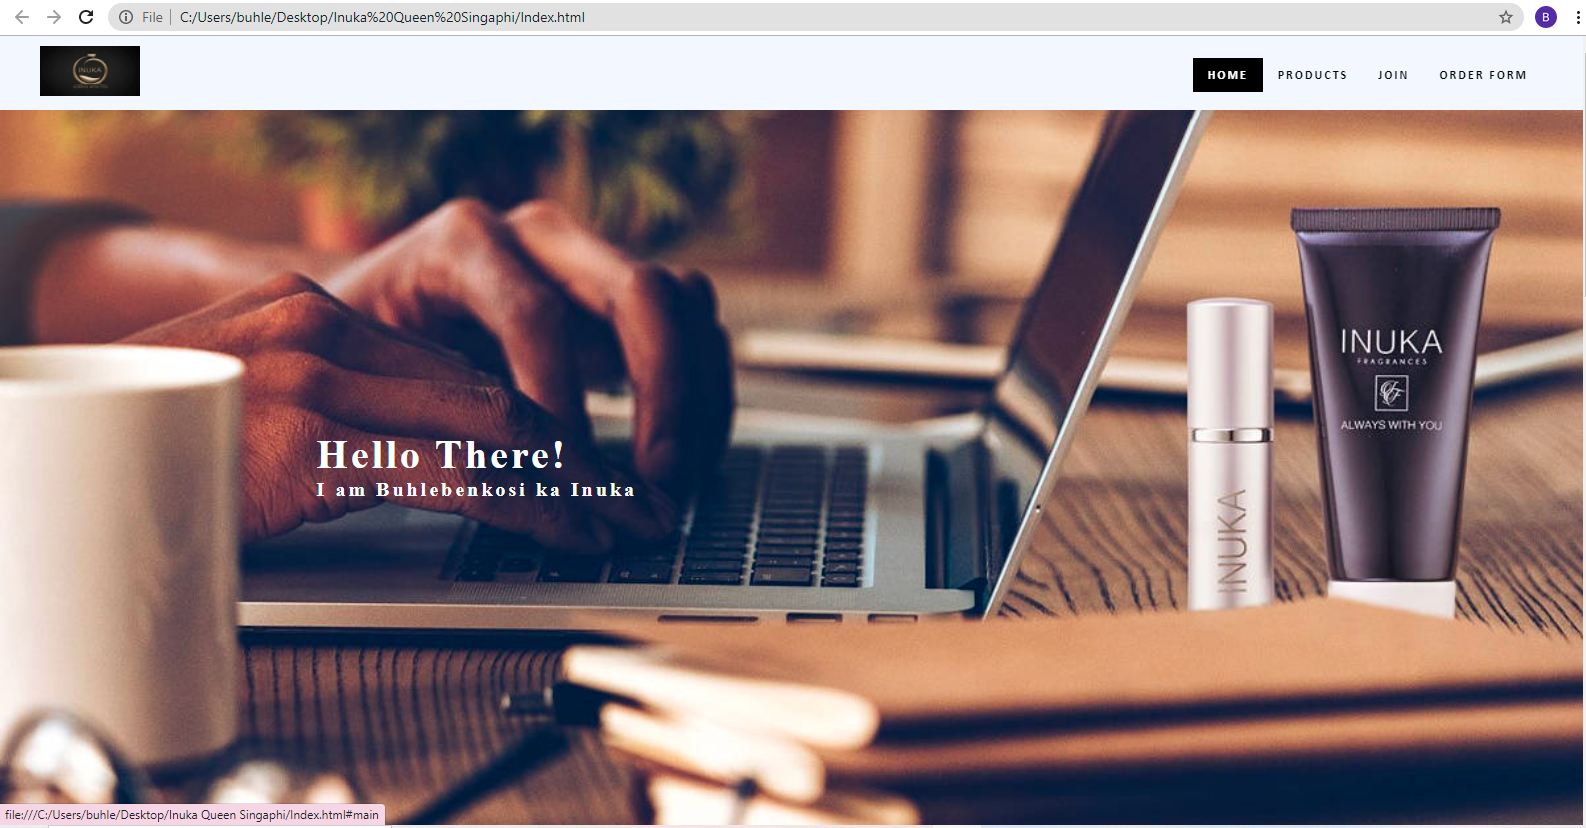 File C:/Users/buhle/Desktop/Inuka%20Queen%20Singaphi/Index.html
B
INUKA
HOME PRODUCTS JOIN ORDER FORM
INUKA
FRAGRANCES
ALWAYS WITH YOU
INUKA
Hello There!
I am Buhlebenkosi ka Inuka
file:///C:/Users/buhle/Desktop/Inuka Queen Singaphi/Index.html#main